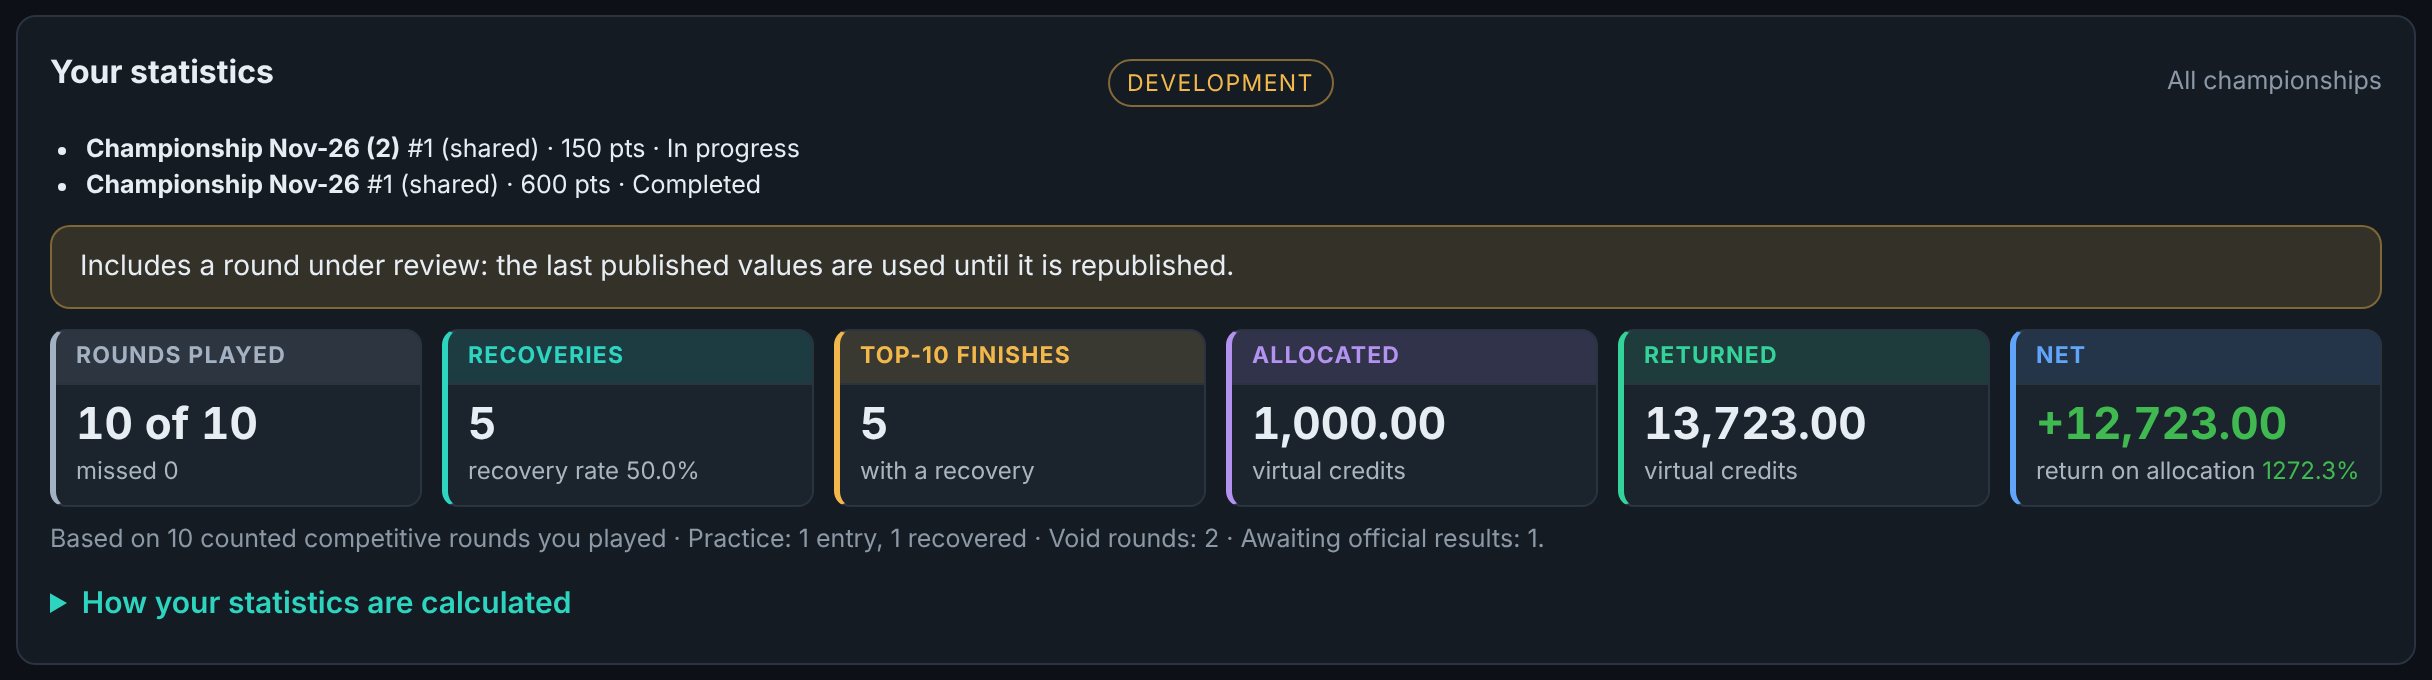 Your statistics
DEVELOPMENT
All championships
• Championship Nov-26 (2) #1 (shared) · 150 pts · In progress
• Championship Nov-26 #1 (shared) · 600 pts · Completed
Includes a round under review: the last published values are used until it is republished.
ROUNDS PLAYED
10 of 10
missed 0
RECOVERIES
5
recovery rate 50.0%
TOP-10 FINISHES
5
with a recovery
ALLOCATED
1,000.00
virtual credits
RETURNED
13,723.00
virtual credits
NET
+12,723.00
return on allocation 1272.3%
Based on 10 counted competitive rounds you played · Practice: 1 entry, 1 recovered · Void rounds: 2 · Awaiting official results: 1.
▶ How your statistics are calculated